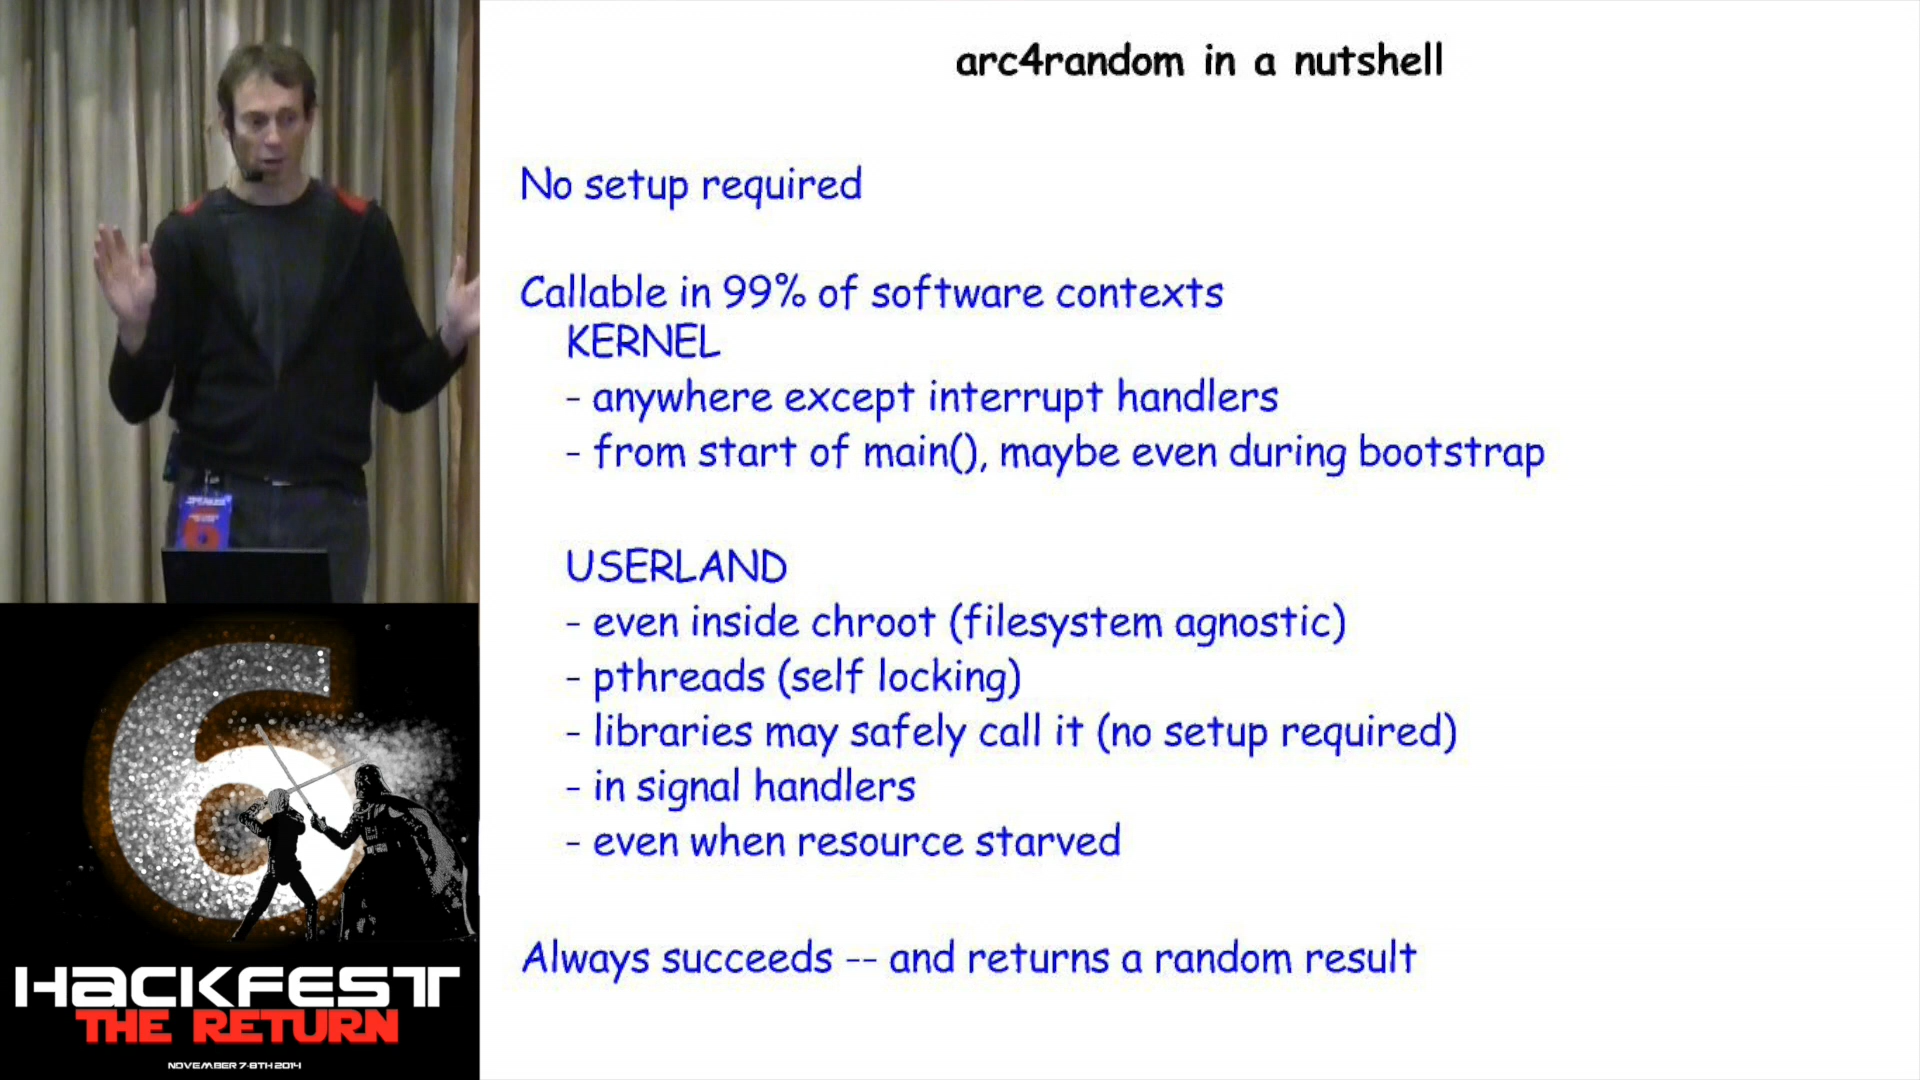 arc4random in a nutshell
No setup required
Callable in 99% of software contexts
KERNEL
- anywhere except interrupt handlers
- from start of main(), maybe even during bootstrap
USERLAND
- even inside chroot (filesystem agnostic)
- pthreads (self locking)
- libraries may safely call it (no setup required)
- in signal handlers
- even when resource starved
Always succeeds -- and returns a random result
6
HACKFEST
THE RETURN
NOVEMBER 7-8TH 2014